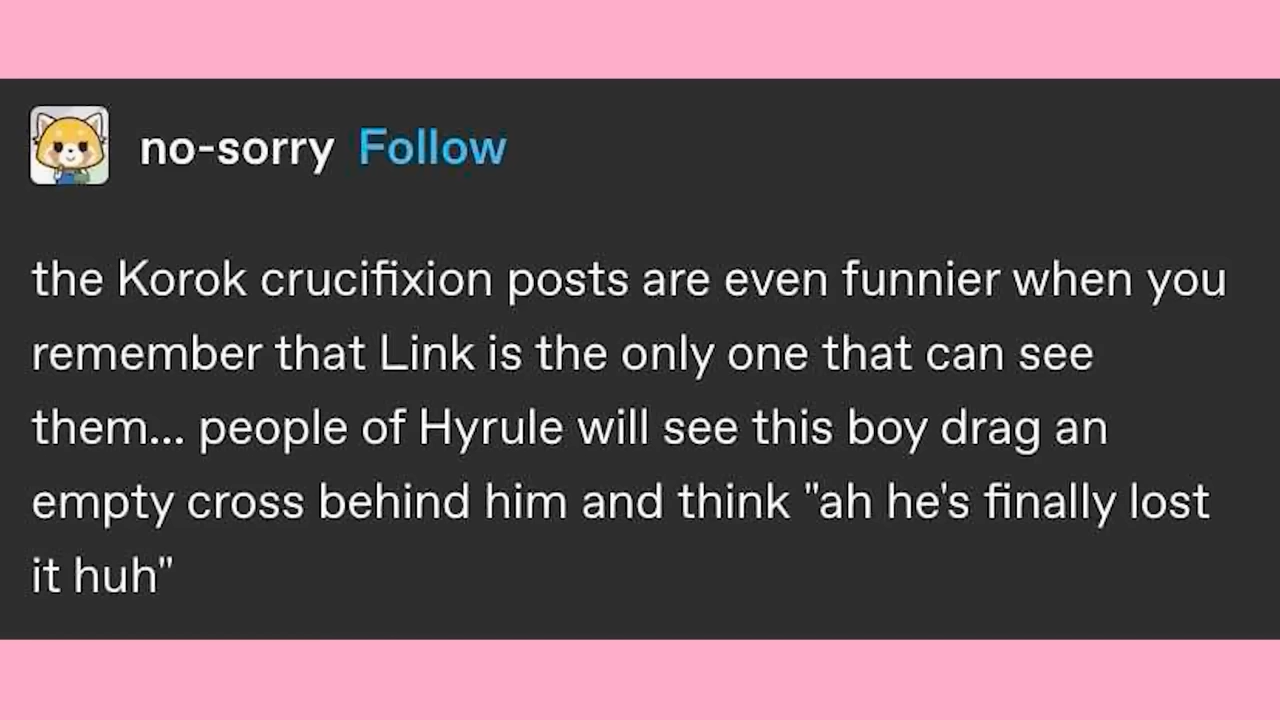 no-sorry Follow
the Korok crucifixion posts are even funnier when you
remember that Link is the only one that can see
them... people of Hyrule will see this boy drag an
empty cross behind him and think "ah he's finally lost
it huh"